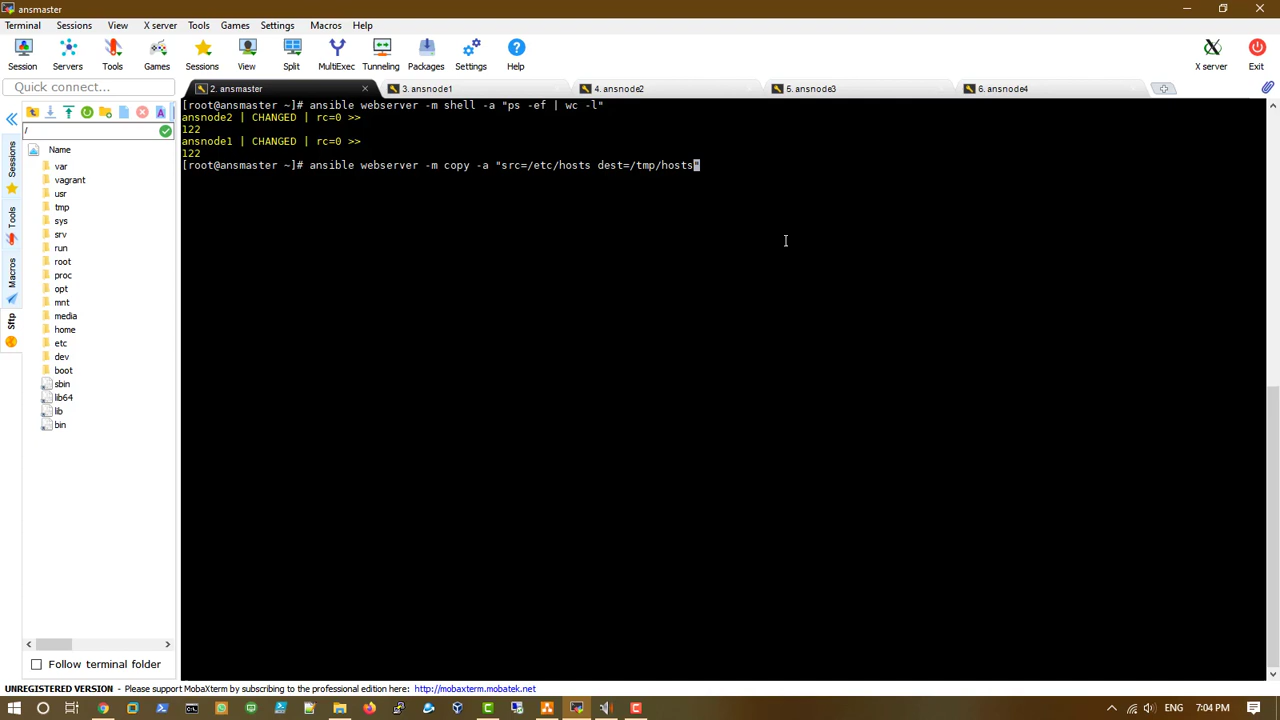 ansmaster
Terminal Sessions View X server Tools Games Settings Macros Help
Session Servers Tools Games Sessions View Split MultiExec Tunneling Packages Settings Help X server Exit
Quick connect...
2. ansmaster 3. ansnode1 4. ansnode2 5. ansnode3 6. ansnode4
/
Name
var
vagrant
usr
tmp
sys
srv
run
root
proc
opt
mnt
media
home
etc
dev
boot
sbin
lib64
lib
bin
Sessions
Tools
Macros
Sftp
Follow terminal folder
[root@ansmaster ~]# ansible webserver -m shell -a "ps -ef | wc -l"
ansnode2 | CHANGED | rc=0 >>
122
ansnode1 | CHANGED | rc=0 >>
122
[root@ansmaster ~]# ansible webserver -m copy -a "src=/etc/hosts dest=/tmp/hosts"
UNREGISTERED VERSION - Please support MobaXterm by subscribing to the professional edition here: http://mobaxterm.mobatek.net
ENG 7:04 PM